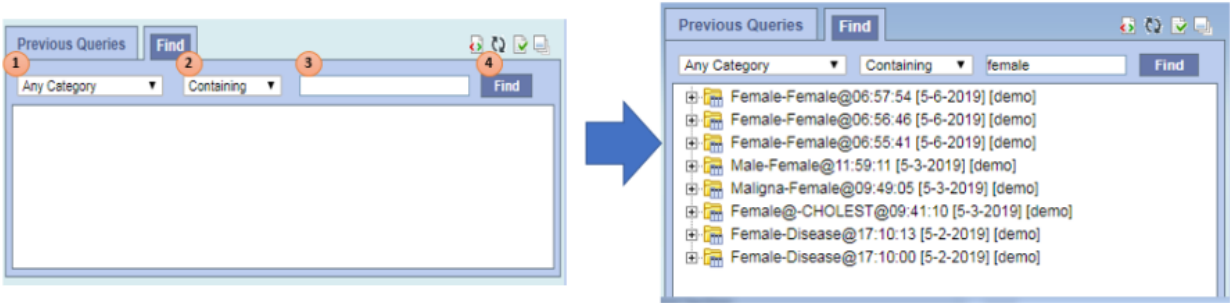 Previous Queries
Find
1
2
3
4
Any Category
Containing
Find
Previous Queries
Find
Any Category
Containing
female
Find
Female-Female@06:57:54 [5-6-2019] [demo]
Female-Female@06:56:46 [5-6-2019] [demo]
Female-Female@06:55:41 [5-6-2019] [demo]
Male-Female@11:59:11 [5-3-2019] [demo]
Maligna-Female@09:49:05 [5-3-2019] [demo]
Female@-CHOLEST@09:41:10 [5-3-2019] [demo]
Female-Disease@17:10:13 [5-2-2019] [demo]
Female-Disease@17:10:00 [5-2-2019] [demo]